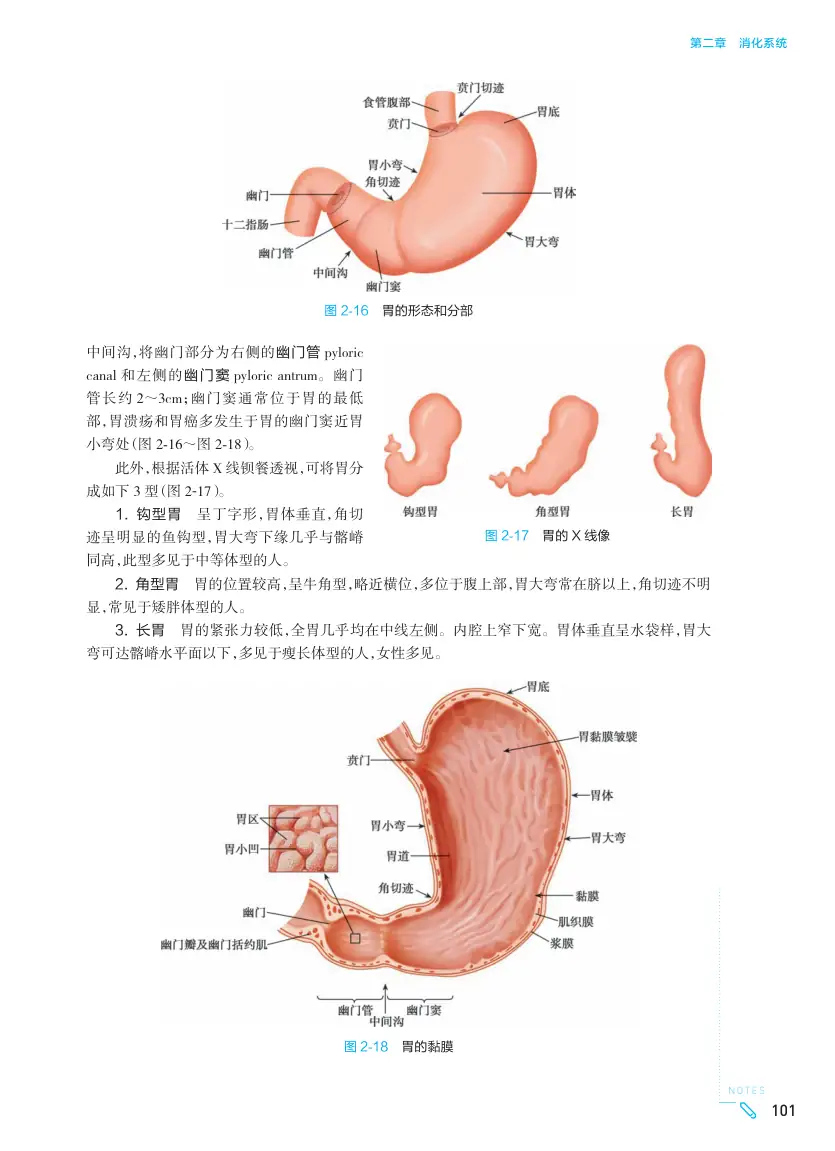 第二章 消化系统
贲门切迹
食管腹部
胃底
贲门
胃小弯
角切迹
幽门
胃体
十二指肠
胃大弯
幽门管
中间沟
幽门窦
图 2-16 胃的形态和分部
中间沟,将幽门部分为右侧的幽门管 pyloric
canal 和左侧的幽门窦 pyloric antrum。幽门
管长约 2～3cm;幽门窦通常位于胃的最低
部,胃溃疡和胃癌多发生于胃的幽门窦近胃
小弯处(图 2-16～图 2-18)。
此外,根据活体 X 线钡餐透视,可将胃分
成如下 3 型(图 2-17)。
1. 钩型胃 呈丁字形,胃体垂直,角切
迹呈明显的鱼钩型,胃大弯下缘几乎与髂嵴
同高,此型多见于中等体型的人。
钩型胃 角型胃 长胃
图 2-17 胃的 X 线像
2. 角型胃 胃的位置较高,呈牛角型,略近横位,多位于腹上部,胃大弯常在脐以上,角切迹不明
显,常见于矮胖体型的人。
3. 长胃 胃的紧张力较低,全胃几乎均在中线左侧。内腔上窄下宽。胃体垂直呈水袋样,胃大
弯可达髂嵴水平面以下,多见于瘦长体型的人,女性多见。
胃底
胃黏膜皱襞
贲门
胃体
胃区
胃小弯
胃大弯
胃小凹
胃道
角切迹
黏膜
幽门
肌织膜
幽门瓣及幽门括约肌
浆膜
幽门管 幽门窦
中间沟
图 2-18 胃的黏膜
NOTES
101